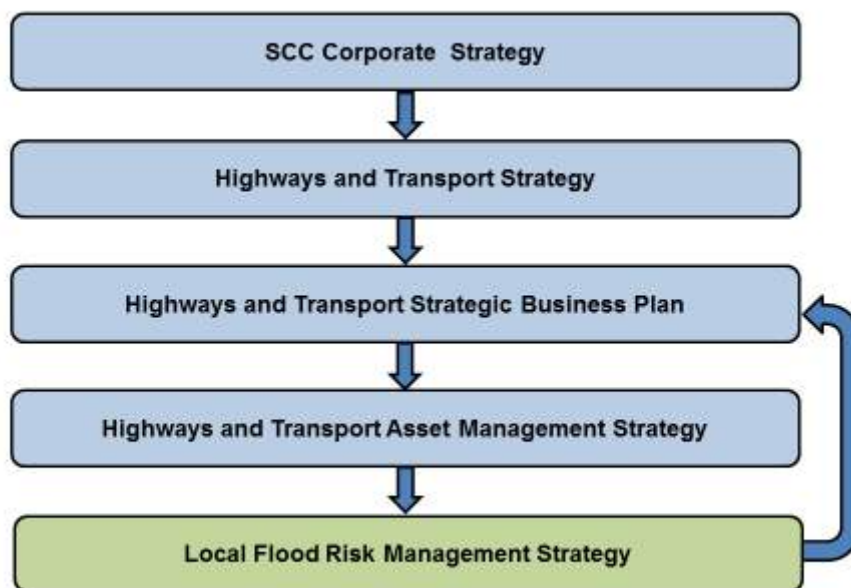 SCC Corporate Strategy
Highways and Transport Strategy
Highways and Transport Strategic Business Plan
Highways and Transport Asset Management Strategy
Local Flood Risk Management Strategy